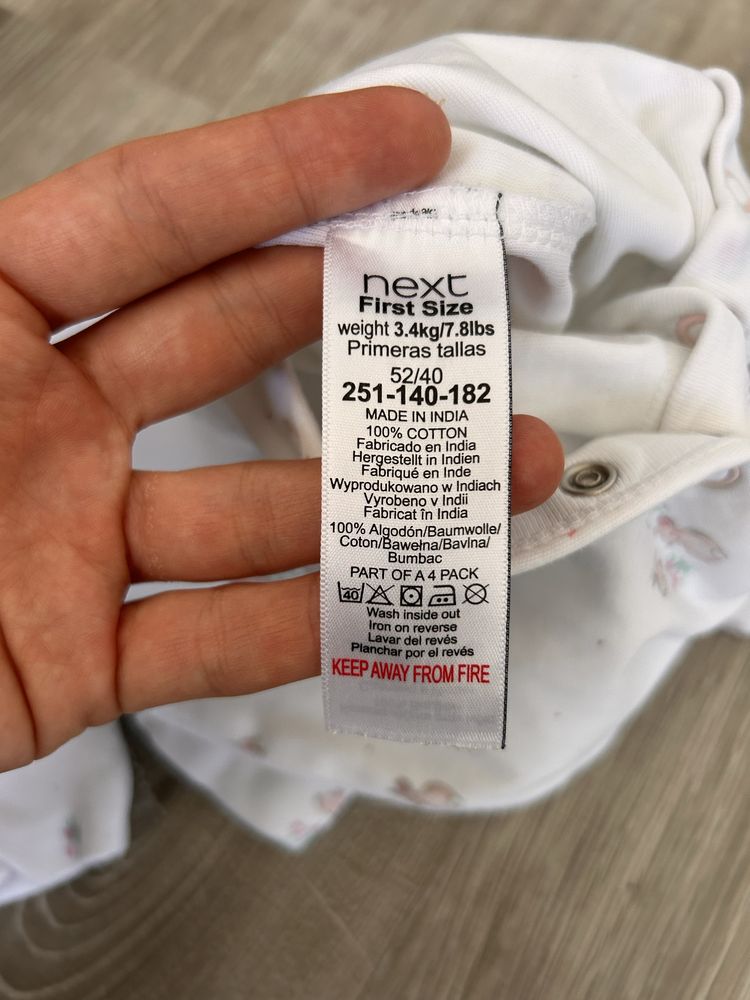 next
First Size
weight 3.4kg/7.8lbs
Primeras tallas
52/40
251-140-182
MADE IN INDIA
100% COTTON
Fabricado en India
Hergestellt in Indien
Fabriqué en Inde
Wyprodukowano w Indiach
Vyrobeno v Indii
Fabricat în India
100% Algodón/Baumwolle/
Coton/Bawełna/Bavlna/
Bumbac
PART OF A 4 PACK
40
Wash inside out
Iron on reverse
Lavar del revés
Planchar por el revés
KEEP AWAY FROM FIRE